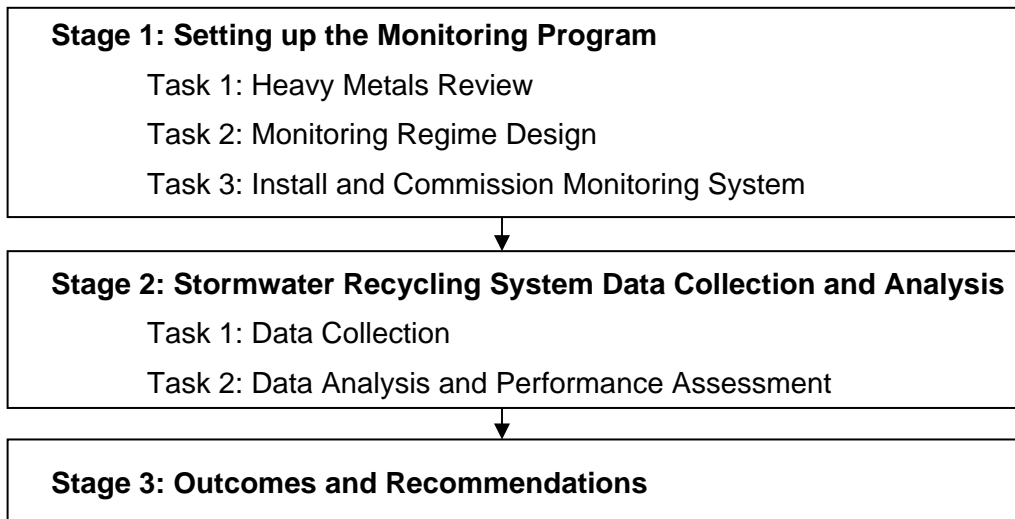 Stage 1: Setting up the Monitoring Program
Task 1: Heavy Metals Review
Task 2: Monitoring Regime Design
Task 3: Install and Commission Monitoring System
Stage 2: Stormwater Recycling System Data Collection and Analysis
Task 1: Data Collection
Task 2: Data Analysis and Performance Assessment
Stage 3: Outcomes and Recommendations